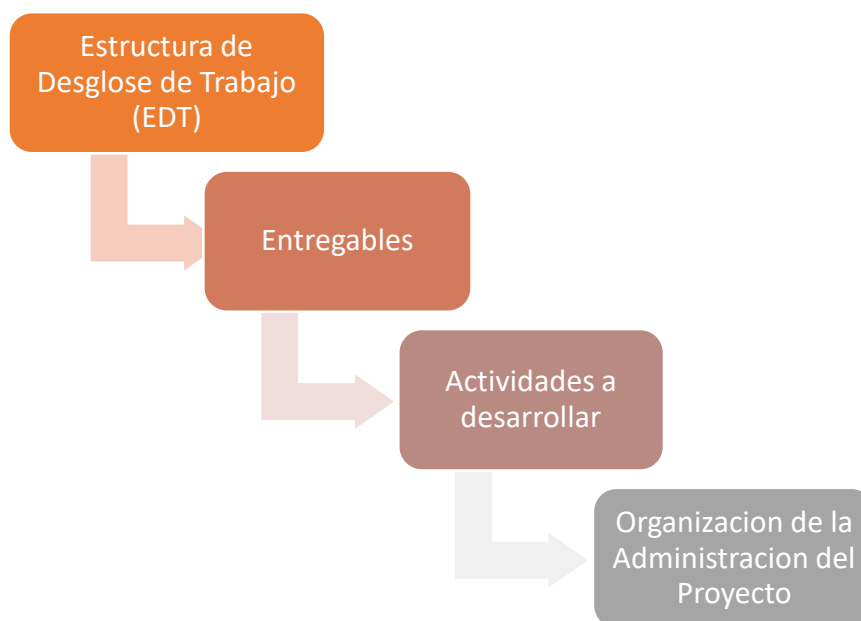 Estructura de
Desglose de Trabajo
(EDT)
Entregables
Actividades a
desarrollar
Organizacion de la
Administracion del
Proyecto